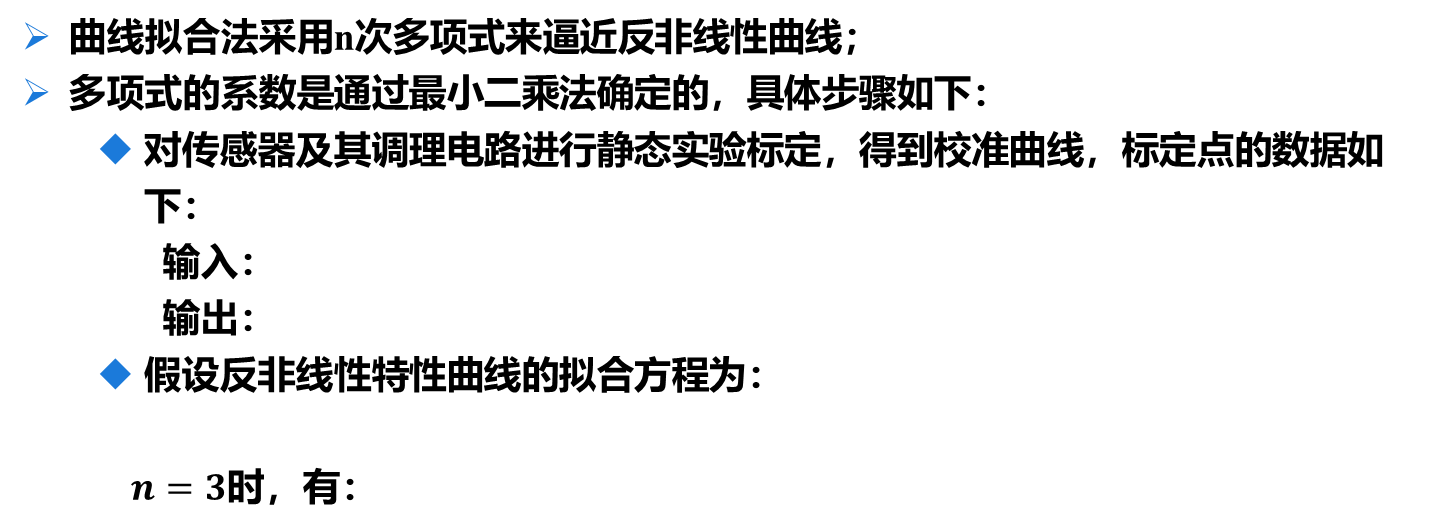 曲线拟合法采用n次多项式来逼近反非线性曲线；
多项式的系数是通过最小二乘法确定的，具体步骤如下：
对传感器及其调理电路进行静态实验标定，得到校准曲线，标定点的数据如
下：
输入：
输出：
假设反非线性特性曲线的拟合方程为：
n = 3时，有：